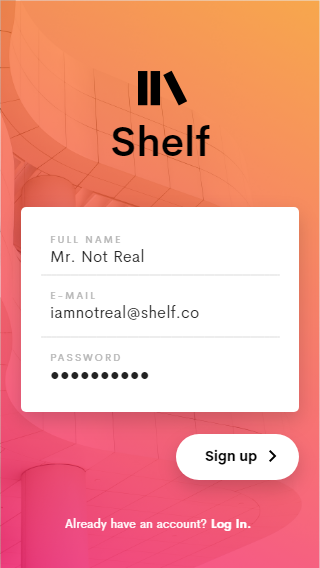 Shelf
FULL NAME
Mr. Not Real
E-MAIL
iamnotreal@shelf.co
PASSWORD
●●●●●●●●●●
Sign up
Already have an account? Log In.